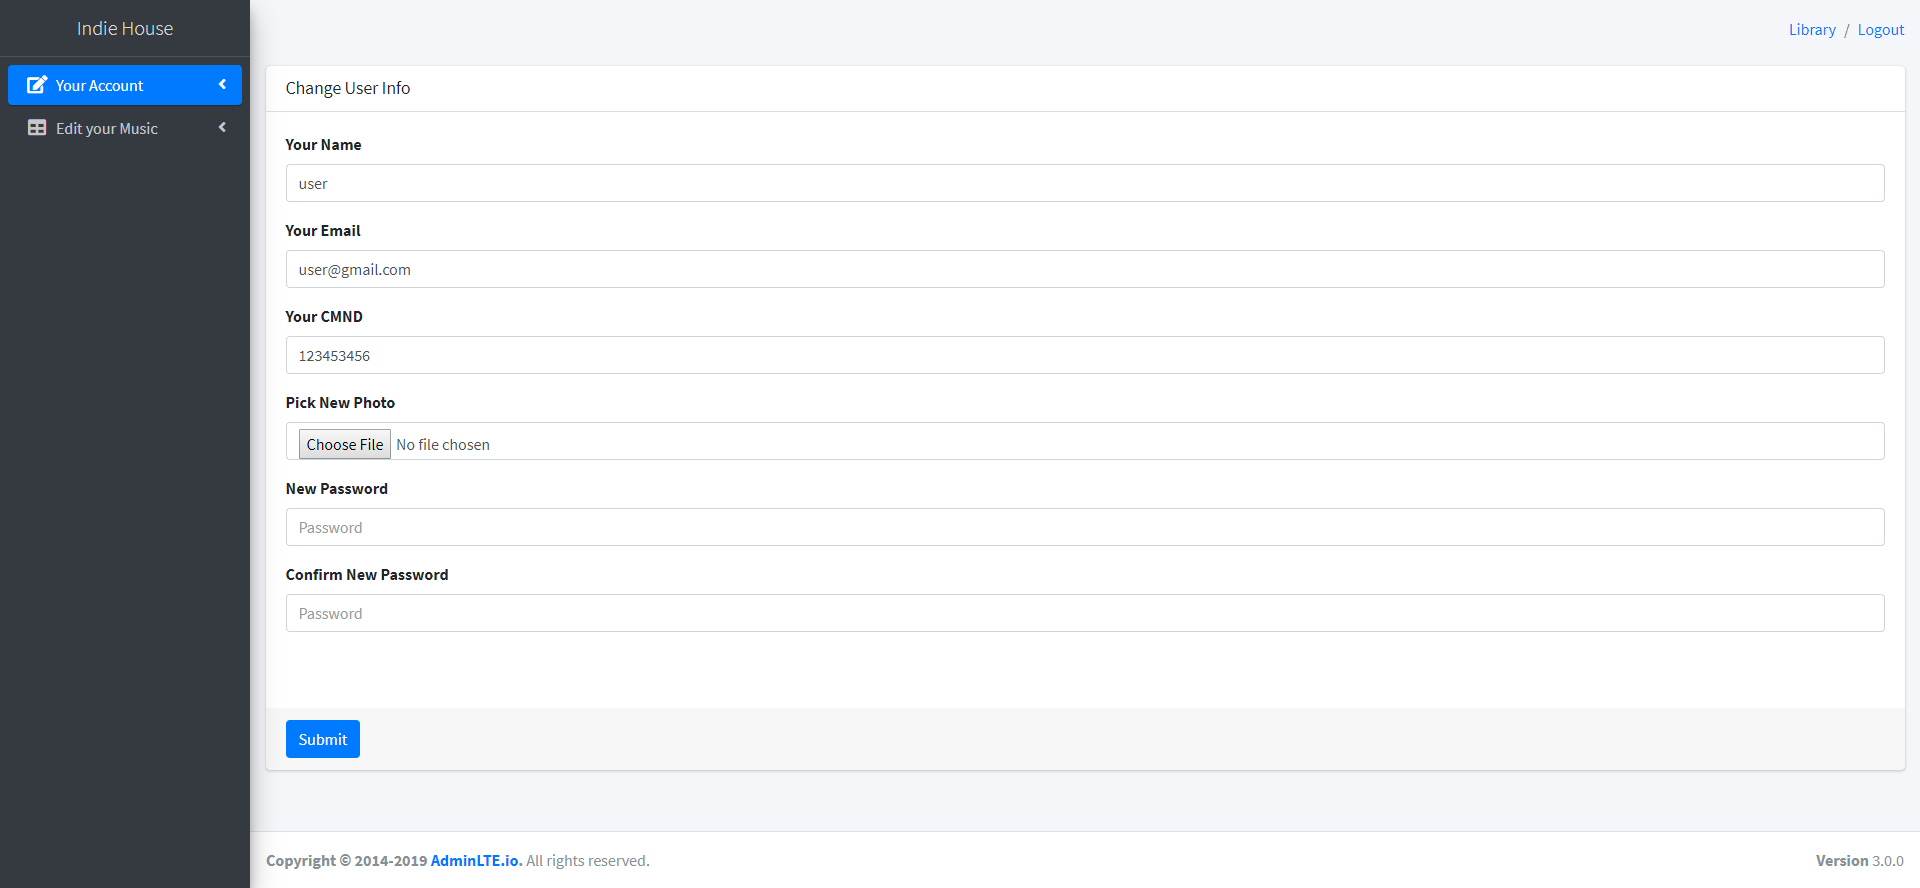 Indie House
Library / Logout
Your Account
Edit your Music
Change User Info
Your Name
user
Your Email
user@gmail.com
Your CMND
123453456
Pick New Photo
Choose File No file chosen
New Password
Password
Confirm New Password
Password
Submit
Copyright © 2014-2019 AdminLTE.io. All rights reserved.
Version 3.0.0